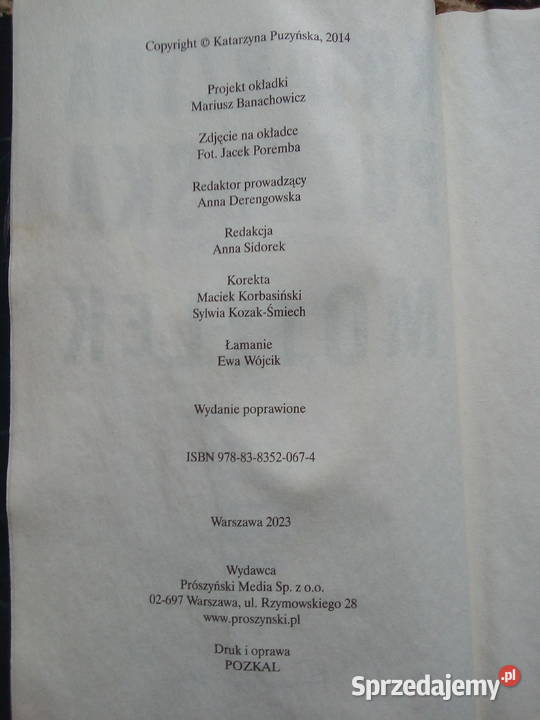 Copyright © Katarzyna Puzyńska, 2014
Projekt okładki
Mariusz Banachowicz
Zdjęcie na okładce
Fot. Jacek Poremba
Redaktor prowadzący
Anna Derengowska
Redakcja
Anna Sidorek
Korekta
Maciek Korbasiński
Sylwia Kozak-Śmiech
Łamanie
Ewa Wójcik
Wydanie poprawione
ISBN 978-83-8352-067-4
Warszawa 2023
Wydawca
Prószyński Media Sp. z o.o.
02-697 Warszawa, ul. Rzymowskiego 28
www.proszynski.pl
Druk i oprawa
POZKAL
Sprzedajemy.pl